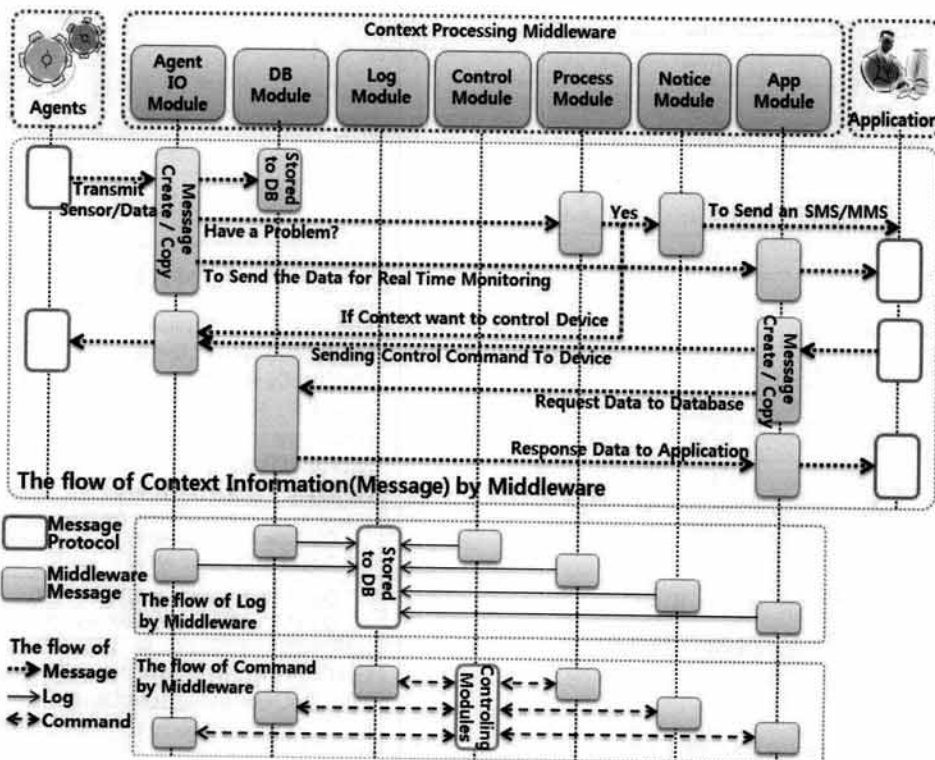 Context Processing Middleware
Agents
Agent
IO
Module
DB
Module
Log
Module
Control
Module
Process
Module
Notice
Module
App
Module
Application
Transmit
Sensor/Data
Message
Create / Copy
Stored
to DB
Have a Problem?
Yes
To Send an SMS/MMS
To Send the Data for Real Time Monitoring
If Context want to control Device
Sending Control Command To Device
Message
Create / Copy
Request Data to Database
Response Data to Application
The flow of Context Information(Message) by Middleware
Message
Protocol
Middleware
Message
Stored
to DB
The flow of Log
by Middleware
The flow of
Message
Log
Command
The flow of Command
by Middleware
Controling
Modules